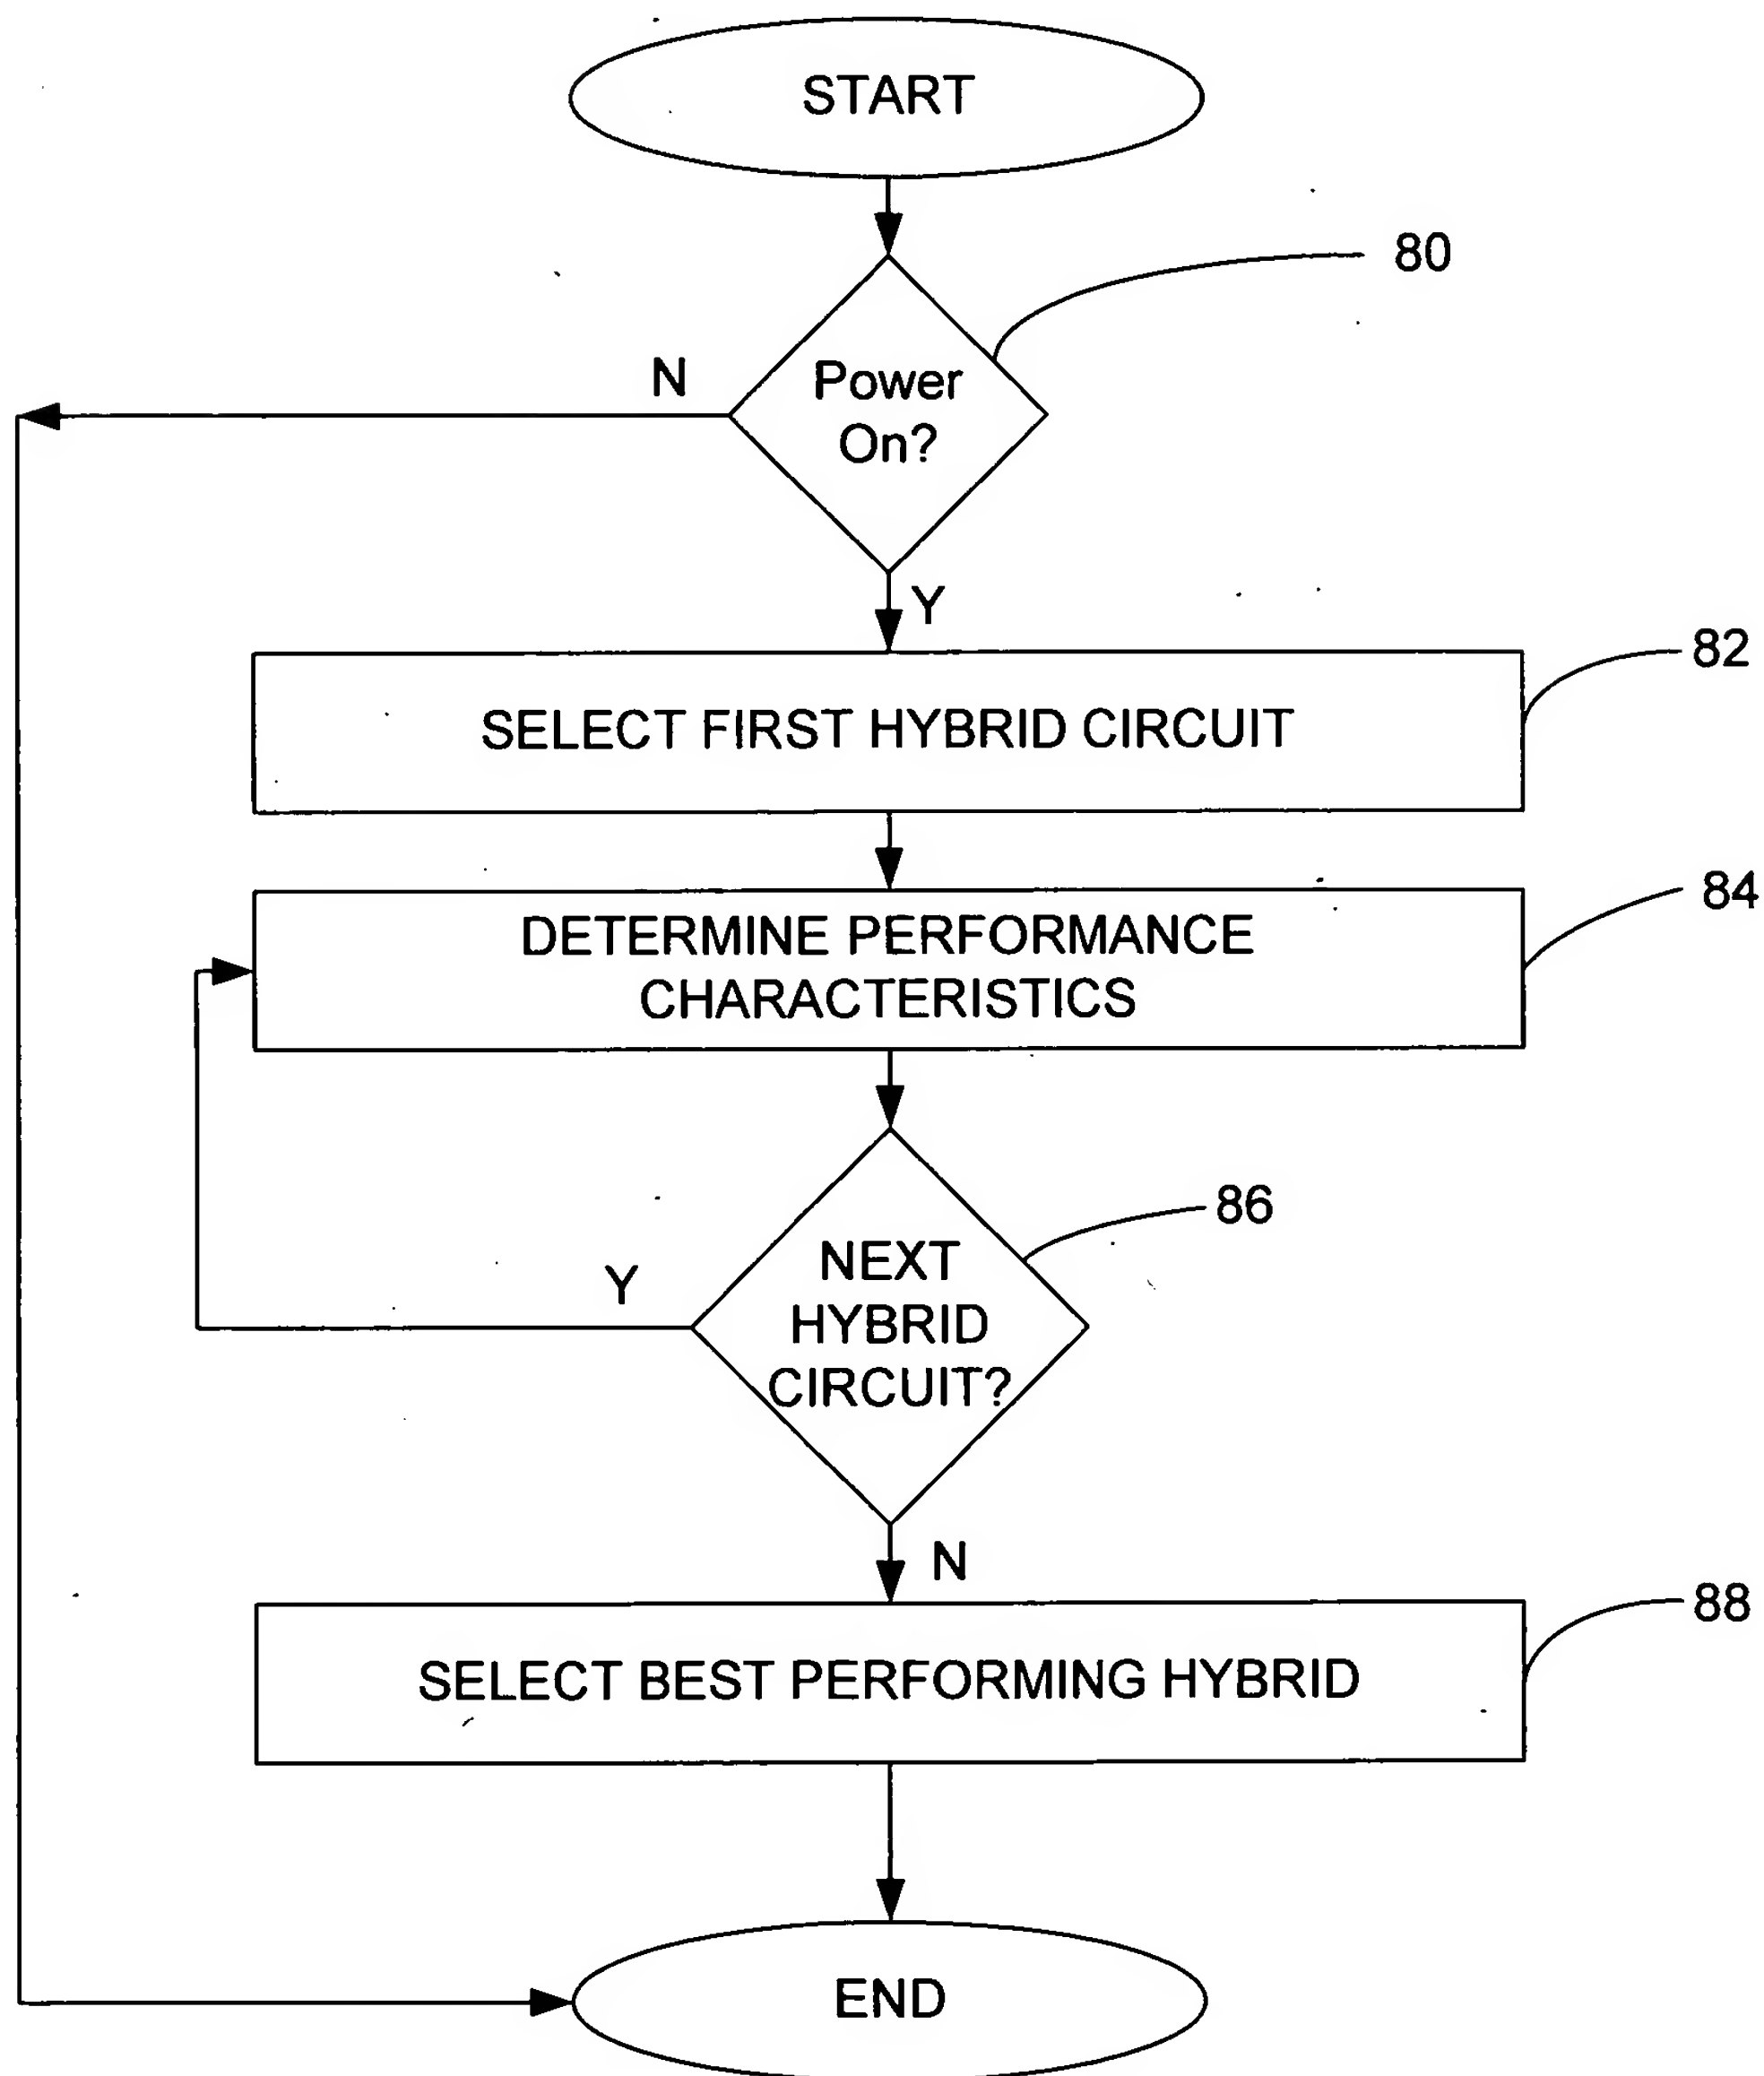 START
80
N
Power
On?
Y
82
SELECT FIRST HYBRID CIRCUIT
84
DETERMINE PERFORMANCE
CHARACTERISTICS
86
Y
NEXT
HYBRID
CIRCUIT?
N
88
SELECT BEST PERFORMING HYBRID
END